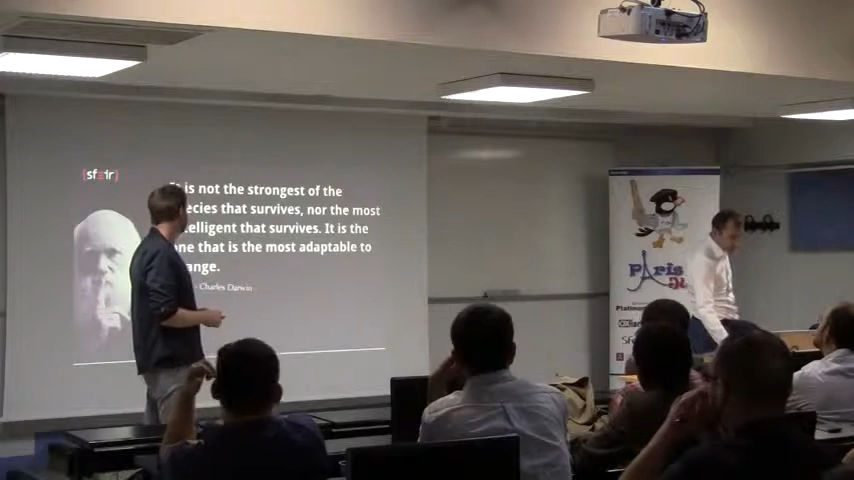 {sfeir}
is not the strongest of the
ecies that survives, nor the most
telligent that survives. It is the
one that is the most adaptable to
ange.
- Charles Darwin
Paris
Platinum